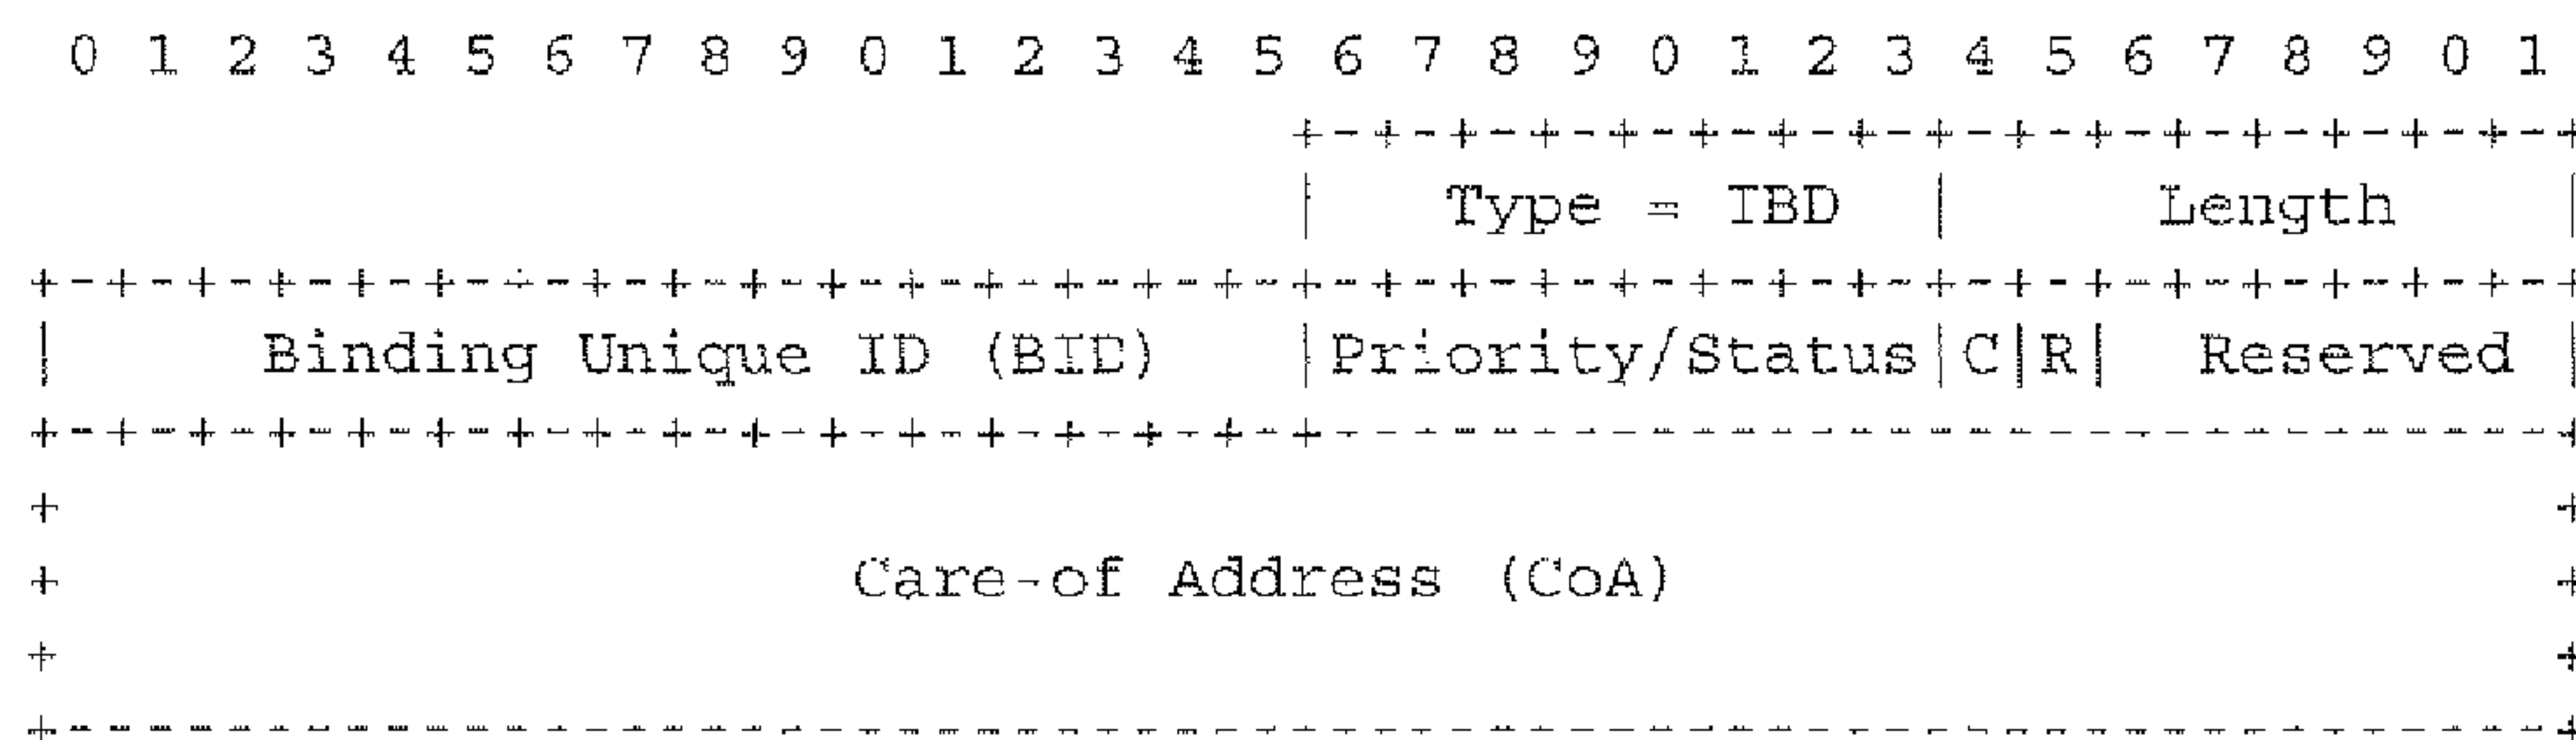 0 1 2 3 4 5 6 7 8 9 0 1 2 3 4 5 6 7 8 9 0 1 2 3 4 5 6 7 8 9 0 1
+-+-+-+-+-+-+-+-+-+-+-+-+-+-+-+-+
| Type = TBD | Length |
+-+-+-+-+-+-+-+-+-+-+-+-+-+-+-+-+-+-+-+-+-+-+-+-+-+-+-+-+-+-+-+-+
| Binding Unique ID (BID) |Priority/Status|C|R| Reserved |
+-+-+-+-+-+-+-+-+-+-+-+-+-+-+-+-+-------------------------------+
+ +
+ Care-of Address (CoA) +
+ +
+---------------------------------------------------------------+